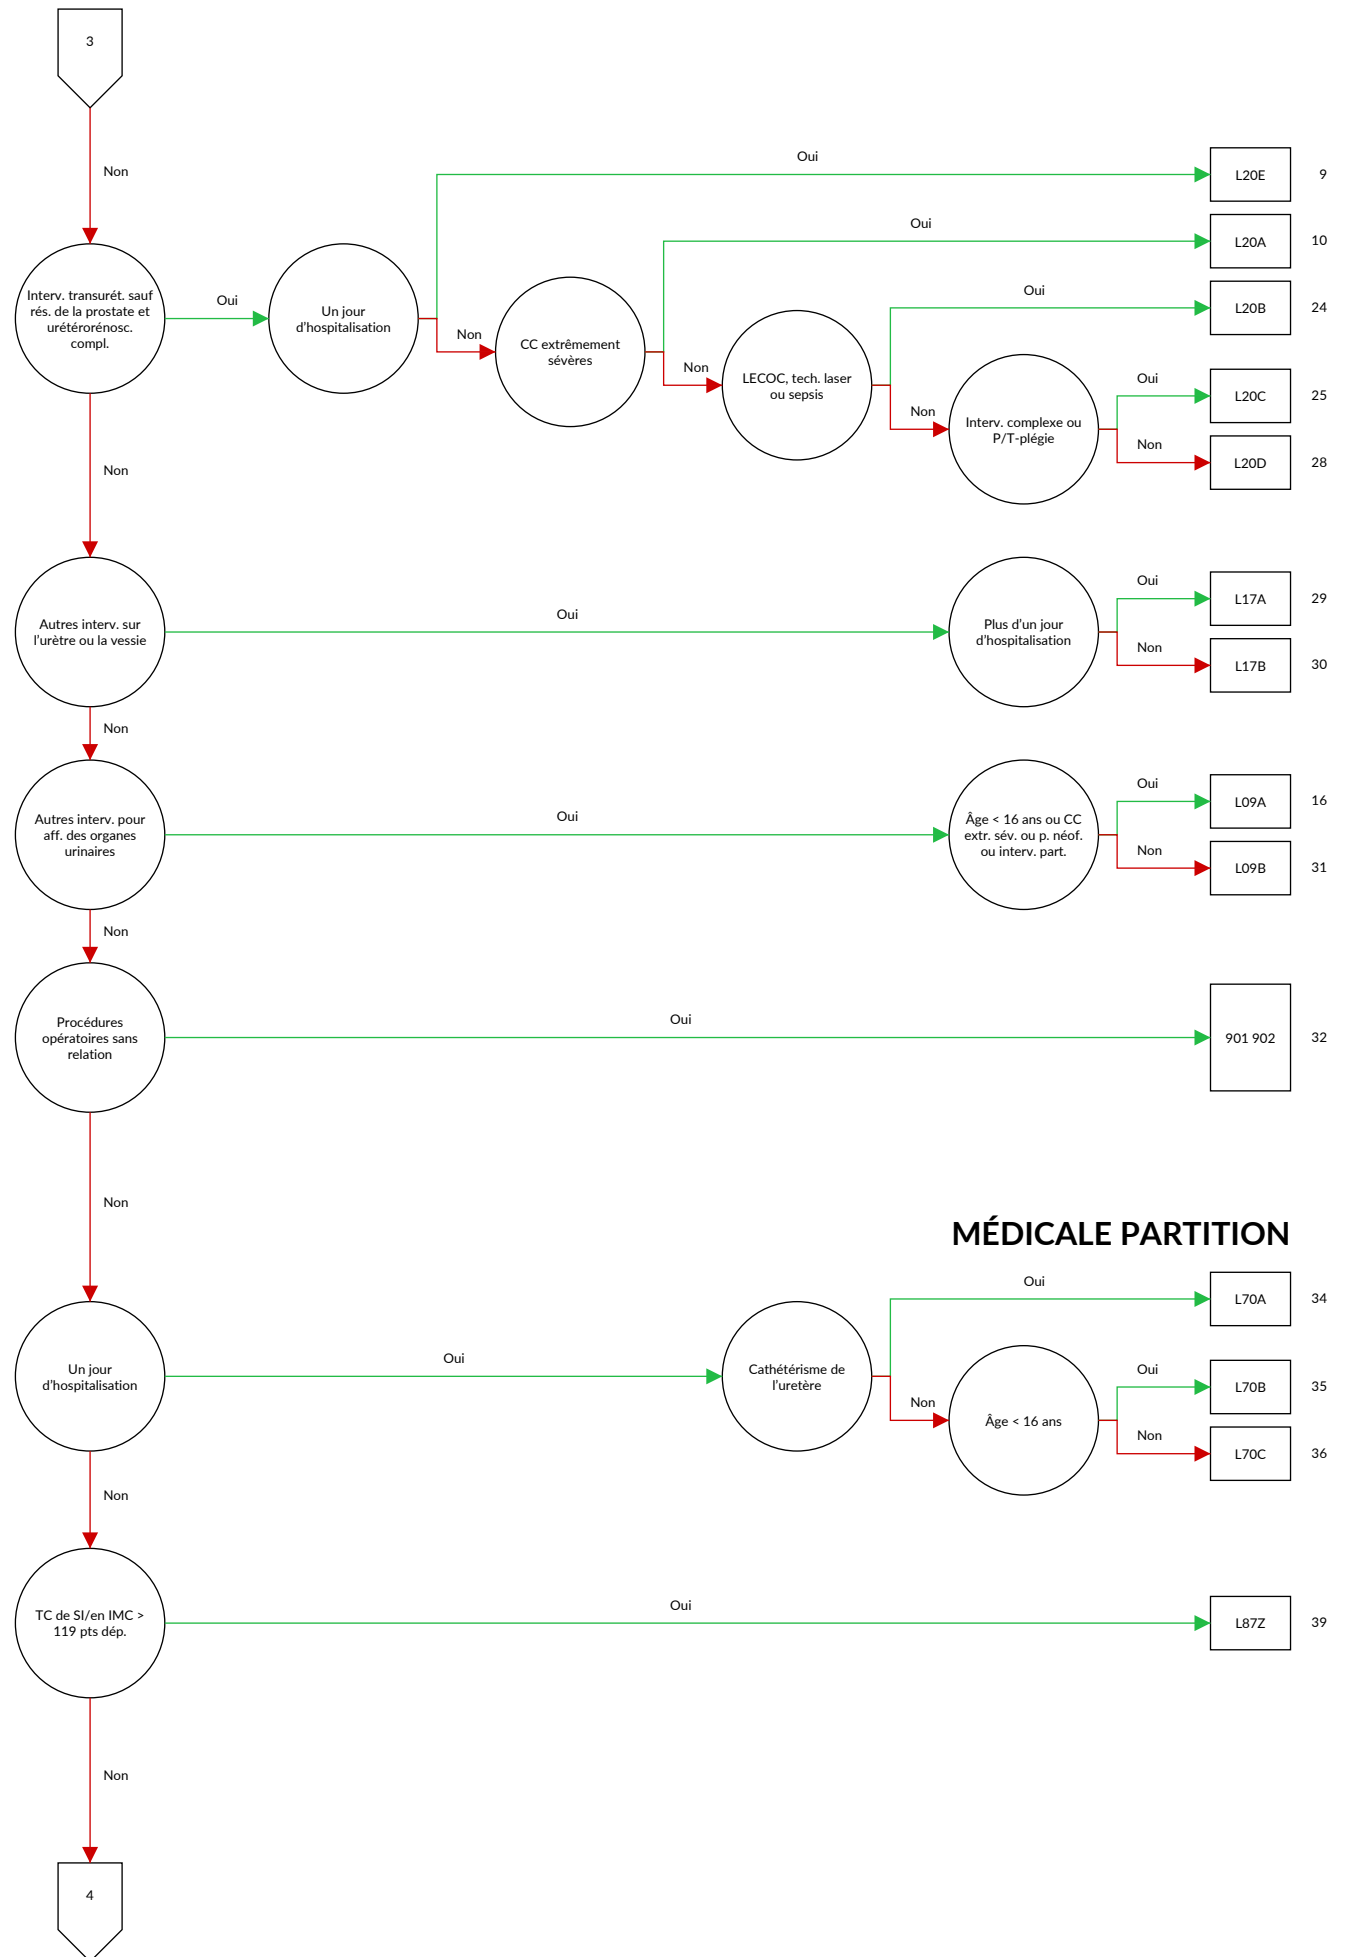 3
Non
Oui
L20E
9
Oui
L20A
10
Interv. transurét. sauf
rés. de la prostate et
urétérorénosc.
compl.
Oui
Un jour
d'hospitalisation
Non
CC extrêmement
sévères
Non
LECOC, tech. laser
ou sepsis
Oui
L20B
24
Non
Interv. complexe ou
P/T-plégie
Oui
L20C
25
Non
L20D
28
Non
Autres interv. sur
l'urètre ou la vessie
Oui
Plus d'un jour
d'hospitalisation
Oui
L17A
29
Non
L17B
30
Non
Autres interv. pour
aff. des organes
urinaires
Oui
Âge < 16 ans ou CC
extr. sév. ou p. néof.
ou interv. part.
Oui
L09A
16
Non
L09B
31
Non
Procédures
opératoires sans
relation
Oui
901 902
32
Non
MÉDICALE PARTITION
Un jour
d'hospitalisation
Oui
Cathétérisme de
l'uretère
Oui
L70A
34
Non
Âge < 16 ans
Oui
L70B
35
Non
L70C
36
Non
TC de SI/en IMC >
119 pts dép.
Oui
L87Z
39
Non
4